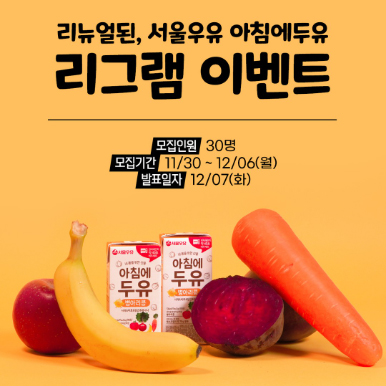 리뉴얼된, 서울우유 아침에두유
리그램 이벤트
모집인원 30명
모집기간 11/30 ~ 12/06(월)
발표일자 12/07(화)
서울우유
아침에
두유
서울우유
아침에
두유